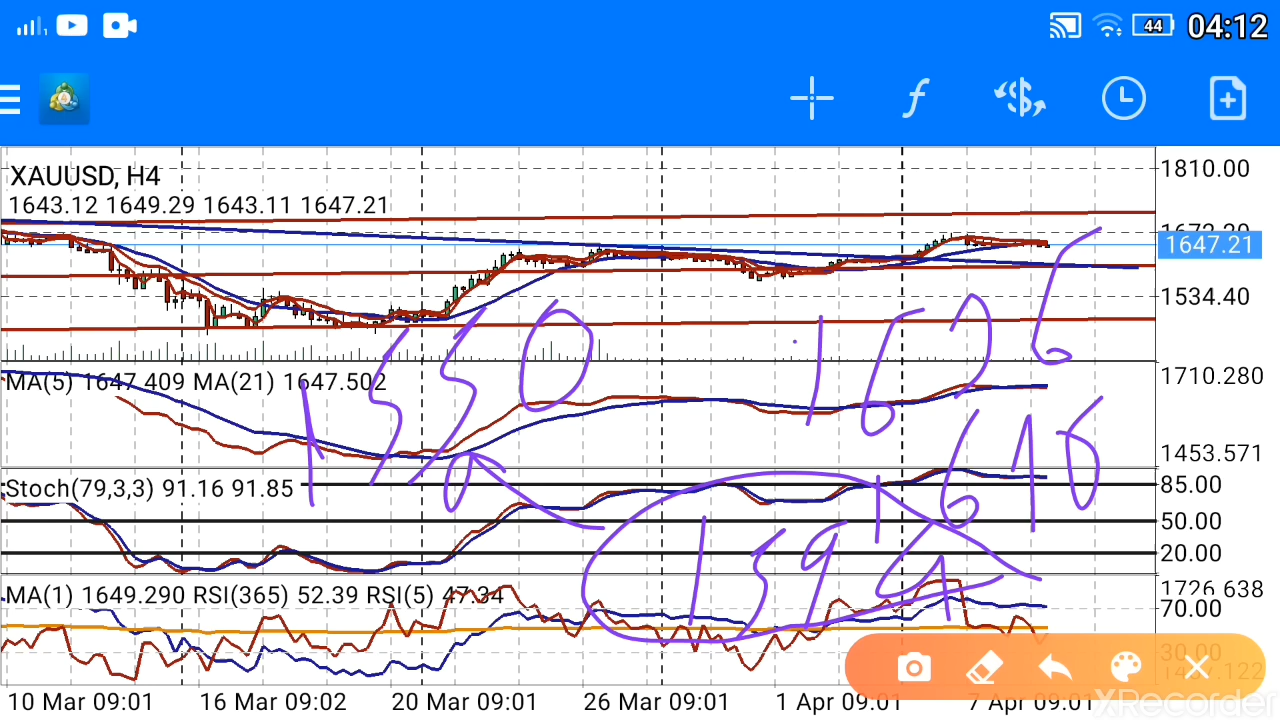 44 04:12
XAUUSD, H4
1643.12 1649.29 1643.11 1647.21
1810.00
1647.21
1534.40
MA(5) 1647.409 MA(21) 1647.502
1710.280
1453.571
Stoch(79,3,3) 91.16 91.85
85.00
50.00
20.00
MA(1) 1649.290 RSI(365) 52.39 RSI(5) 47.34
1726.638
70.00
30.00
10 Mar 09:01 16 Mar 09:02 20 Mar 09:01 26 Mar 09:01 1 Apr 09:01 7 Apr 09:01
XRecorder
1626
1550
1594